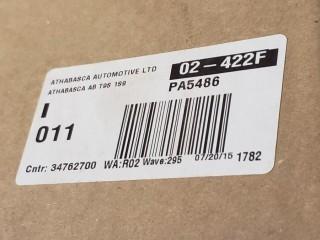 ATHABASCA AUTOMOTIVE LTD
ATHABASCA AB T9S 1S9
02-422F
PA5486
I
011
Cntr: 34762700 WA:R02 Wave:295 07/20/15 1782